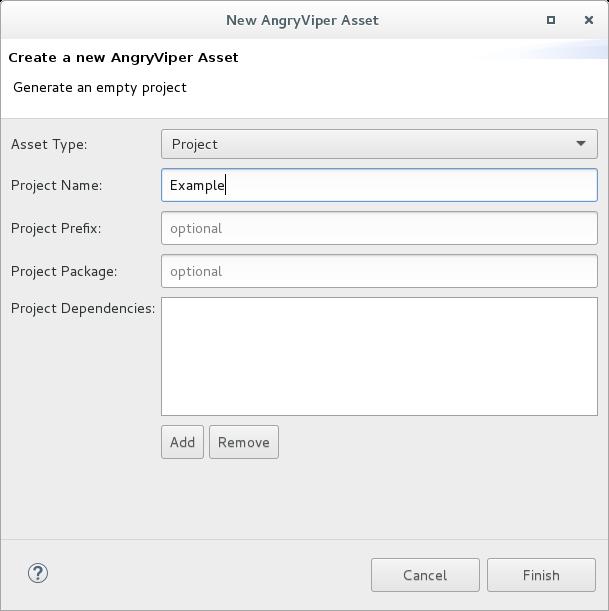 New AngryViper Asset
Create a new AngryViper Asset
Generate an empty project
Asset Type: Project
Project Name: Example
Project Prefix: optional
Project Package: optional
Project Dependencies:
Add Remove
? Cancel Finish